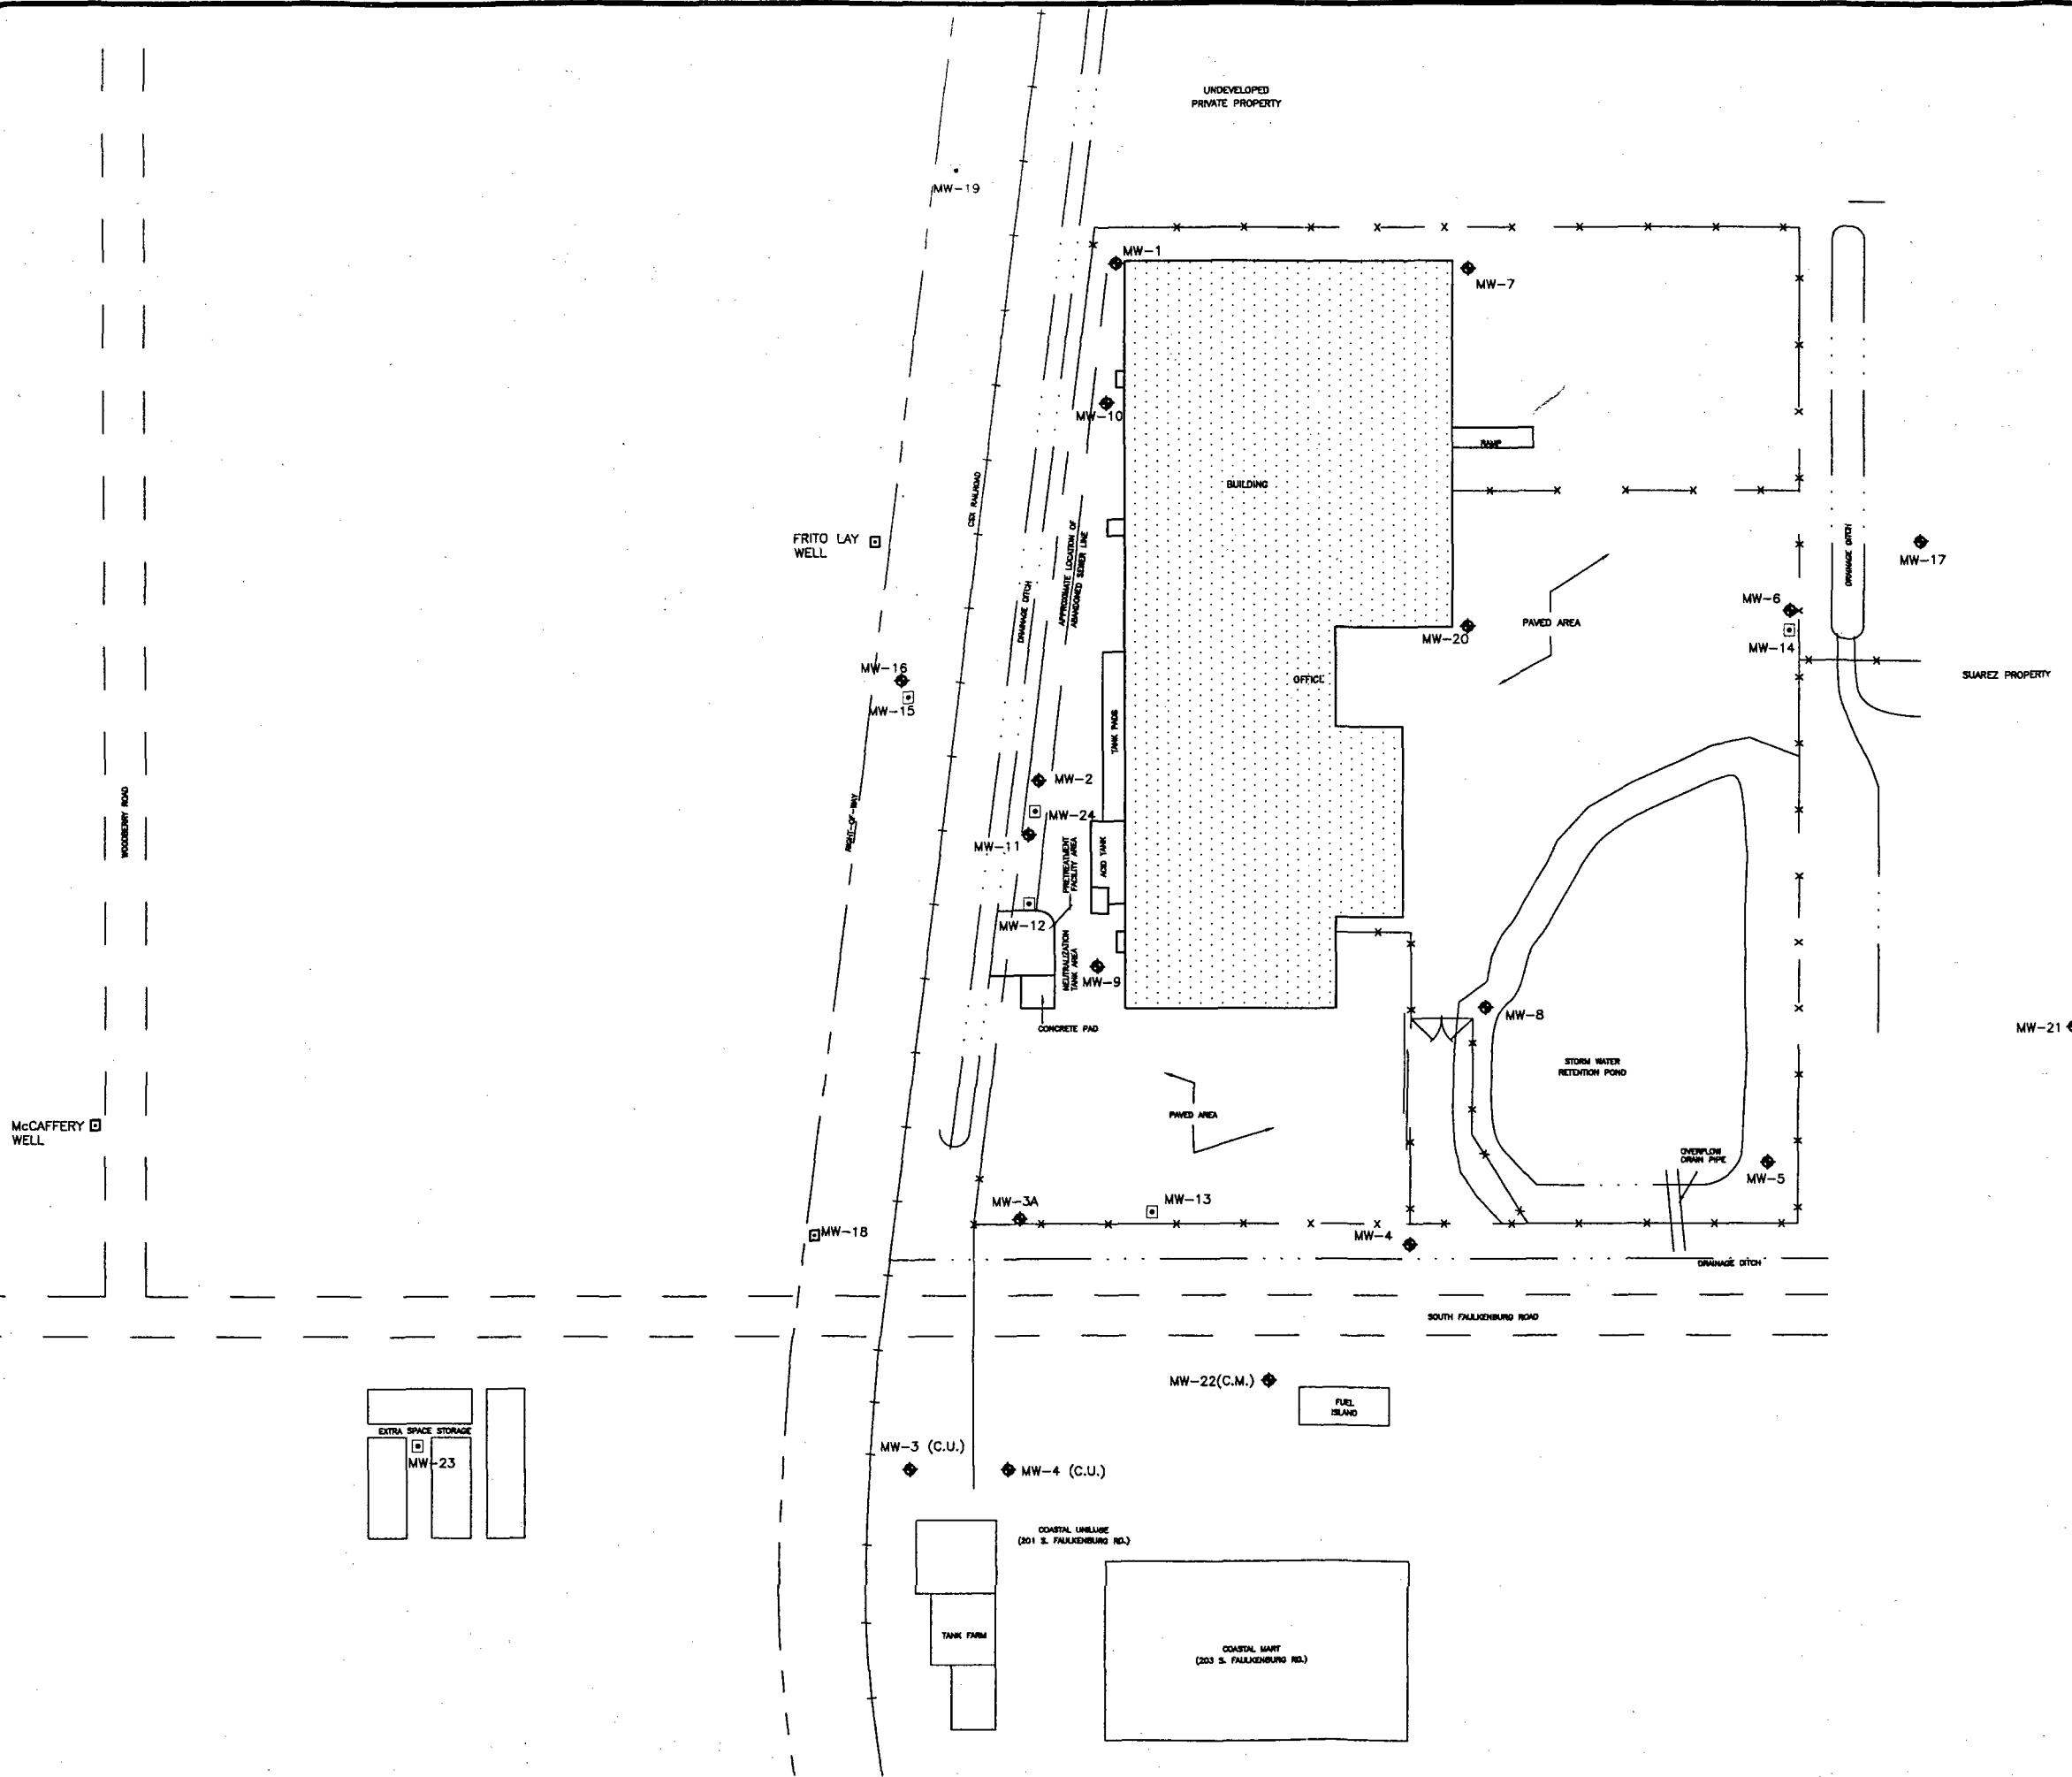 UNDEVELOPED
PRIVATE PROPERTY
MW-19
MW-1
MW-7
MW-10
RAMP
BUILDING
CSX RAILROAD
FRITO LAY
WELL
DRAINAGE DITCH
APPROXIMATE LOCATION OF
ABANDONED SEWER LINE
DRAINAGE DITCH
MW-17
MW-6
PAVED AREA
MW-20
MW-14
MW-16
OFFICE
SUAREZ PROPERTY
MW-15
TANK PADS
MW-2
WOODBERRY ROAD
RIGHT-OF-WAY
MW-24
MW-11
PRETREATMENT
FACILITY AREA
ACID TANK
MW-12
NEUTRALIZATION
TANK AREA
MW-9
CONCRETE PAD
MW-8
MW-21
STORM WATER
RETENTION POND
PAVED AREA
McCAFFERY
WELL
OVERFLOW
DRAIN PIPE
MW-5
MW-3A
MW-13
MW-18
MW-4
DRAINAGE DITCH
SOUTH FAULKENBURG ROAD
MW-22(C.M.)
FUEL
ISLAND
EXTRA SPACE STORAGE
MW-23
MW-3 (C.U.)
MW-4 (C.U.)
COASTAL UNILUBE
(201 S. FAULKENBURG RD.)
TANK FARM
COASTAL MART
(203 S. FAULKENBURG RD.)